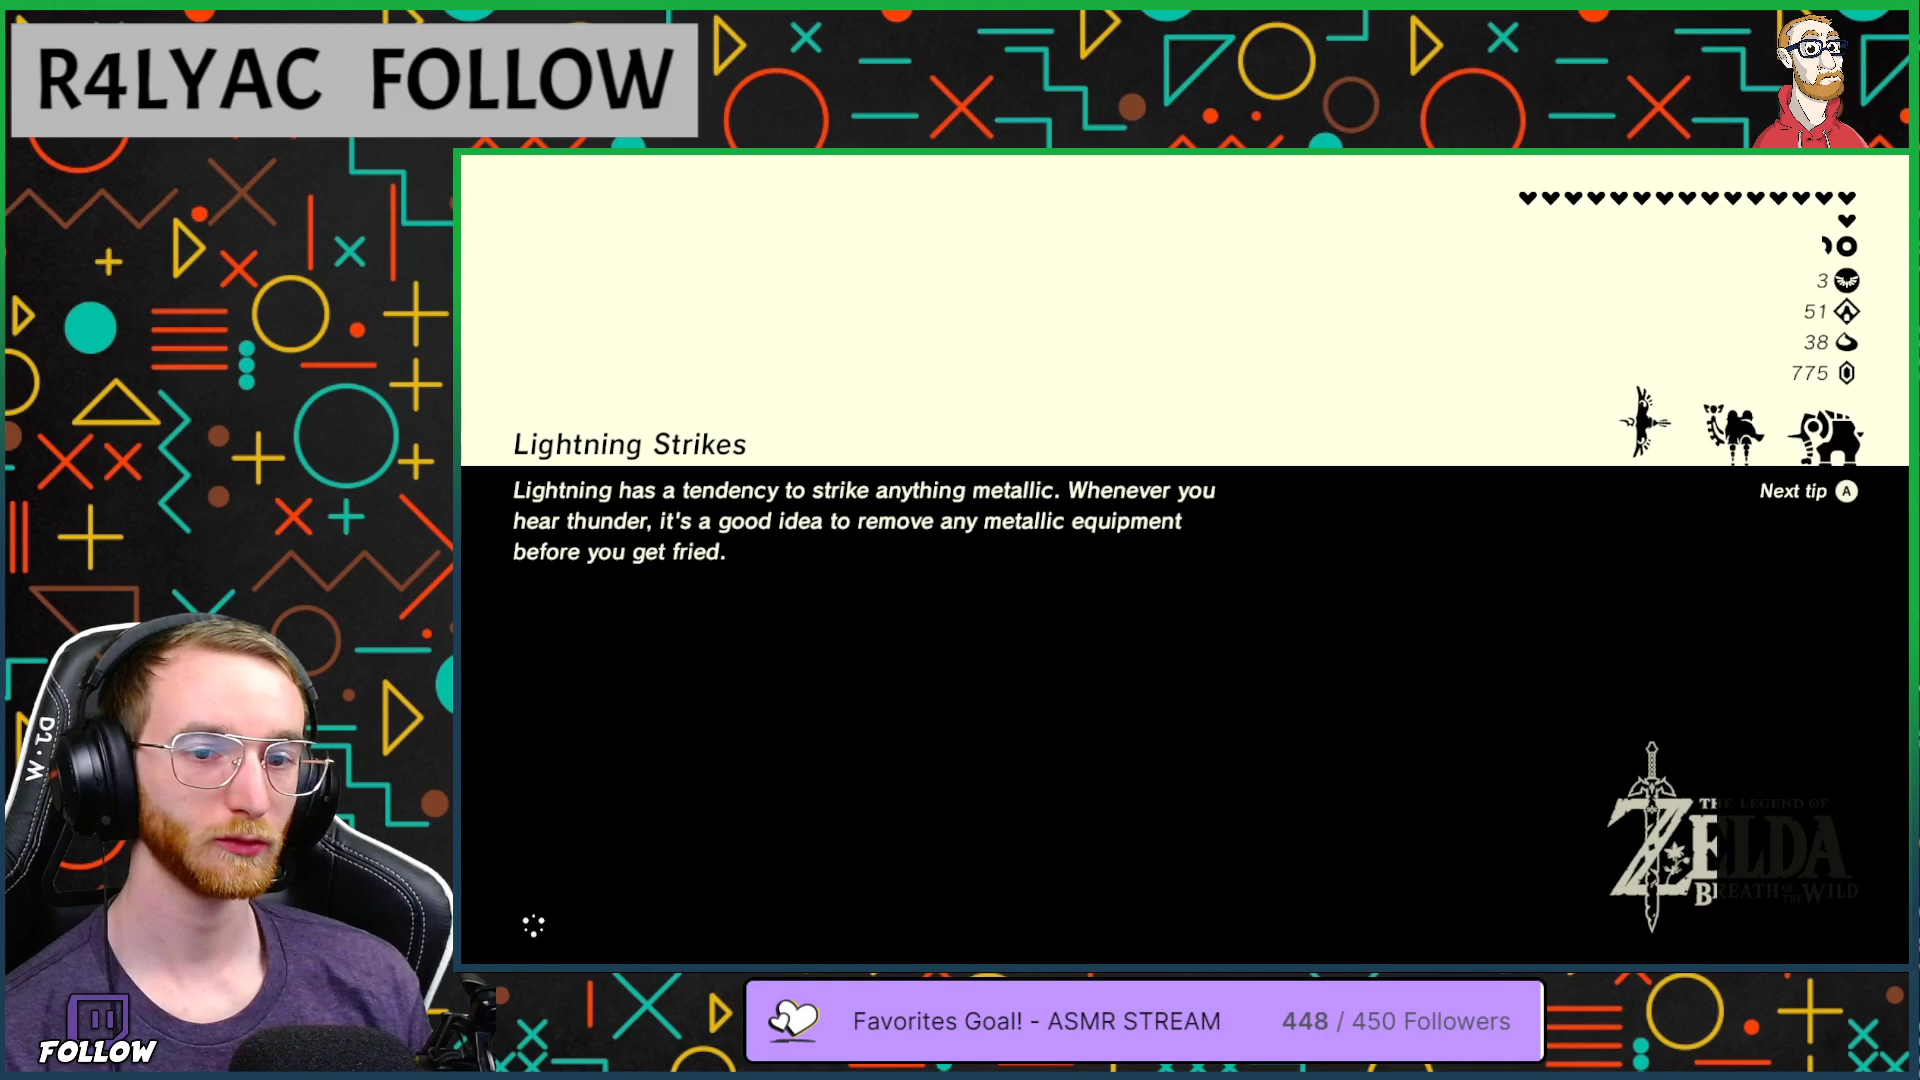 R4LYAC FOLLOW
3
51
38
775
Lightning Strikes
Lightning has a tendency to strike anything metallic. Whenever you
hear thunder, it's a good idea to remove any metallic equipment
before you get fried.
Next tip A
D1·M
THE LEGEND OF
ZELDA
BREATH OF THE WILD
Favorites Goal! - ASMR STREAM 448 / 450 Followers
FOLLOW